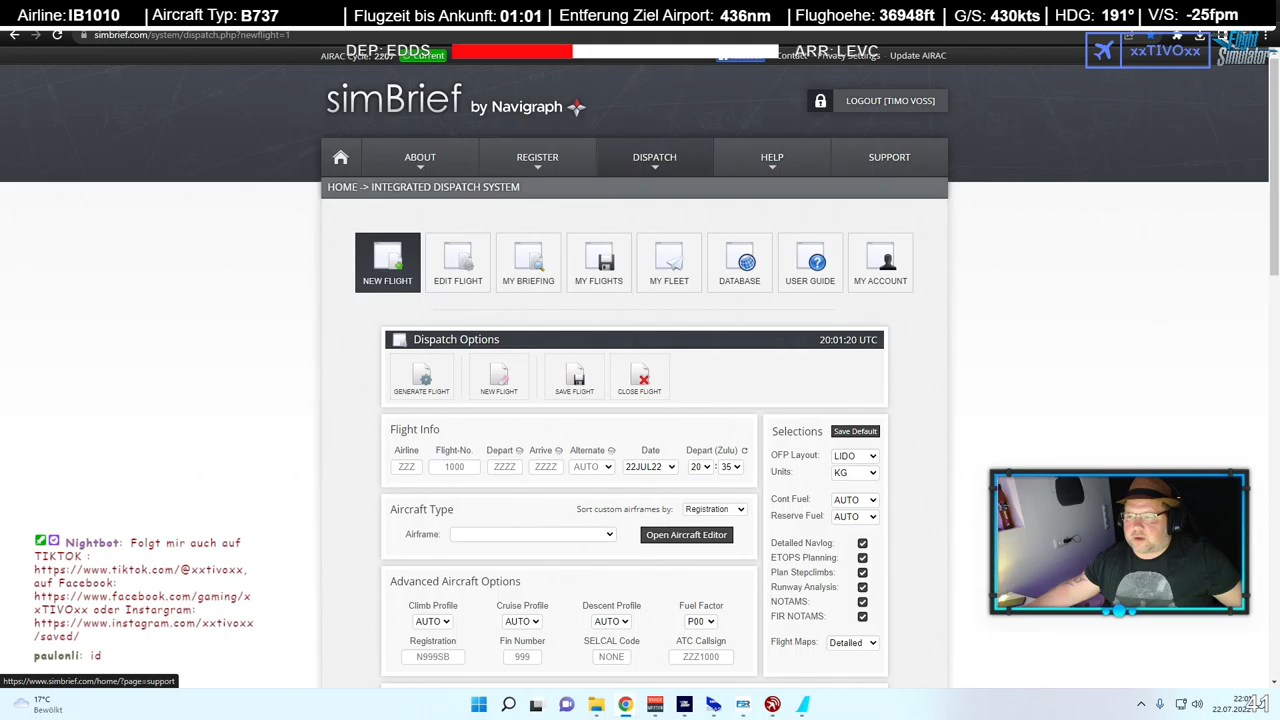 Airline: IB1010 | Aircraft Typ: B737 | Flugzeit bis Ankunft: 01:01 | Entferung Ziel Airport: 436nm | Flughoehe: 36948ft | G/S: 430kts | HDG: 191° | V/S: -25fpm
simbrief.com/system/dispatch.php?newflight=1
DEP: EDDS
ARR: LEVC
xxTIVOxx
Flight Simulator
AIRAC Cycle: 2207 Current
Contact Privacy Settings Update AIRAC
simBrief by Navigraph
LOGOUT [TIMO VOSS]
ABOUT REGISTER DISPATCH HELP SUPPORT
HOME -> INTEGRATED DISPATCH SYSTEM
NEW FLIGHT EDIT FLIGHT MY BRIEFING MY FLIGHTS MY FLEET DATABASE USER GUIDE MY ACCOUNT
Dispatch Options 20:01:20 UTC
GENERATE FLIGHT NEW FLIGHT SAVE FLIGHT CLOSE FLIGHT
Flight Info
Airline Flight-No. Depart Arrive Alternate Date Depart (Zulu)
ZZZ 1000 ZZZZ ZZZZ AUTO 22JUL22 20 : 35
Aircraft Type Sort custom airframes by: Registration
Airframe: Open Aircraft Editor
Advanced Aircraft Options
Climb Profile Cruise Profile Descent Profile Fuel Factor
AUTO AUTO AUTO P00
Registration Fin Number SELCAL Code ATC Callsign
N999SB 999 NONE ZZZ1000
Selections Save Default
OFP Layout: LIDO
Units: KG
Cont Fuel: AUTO
Reserve Fuel: AUTO
Detailed Navlog:
ETOPS Planning:
Plan Stepclimbs:
Runway Analysis:
NOTAMS:
FIR NOTAMS:
Flight Maps: Detailed
Nightbot: Folgt mir auch auf
TIKTOK :
https://www.tiktok.com/@xxtivoxx,
auf Facebook:
https://www.facebook.com/gaming/x
xTIVOxx oder Instargram:
https://www.instagram.com/xxtivoxx
/saved/
paulonli: id
https://www.simbrief.com/home/?page=support
17°C
Bewölkt